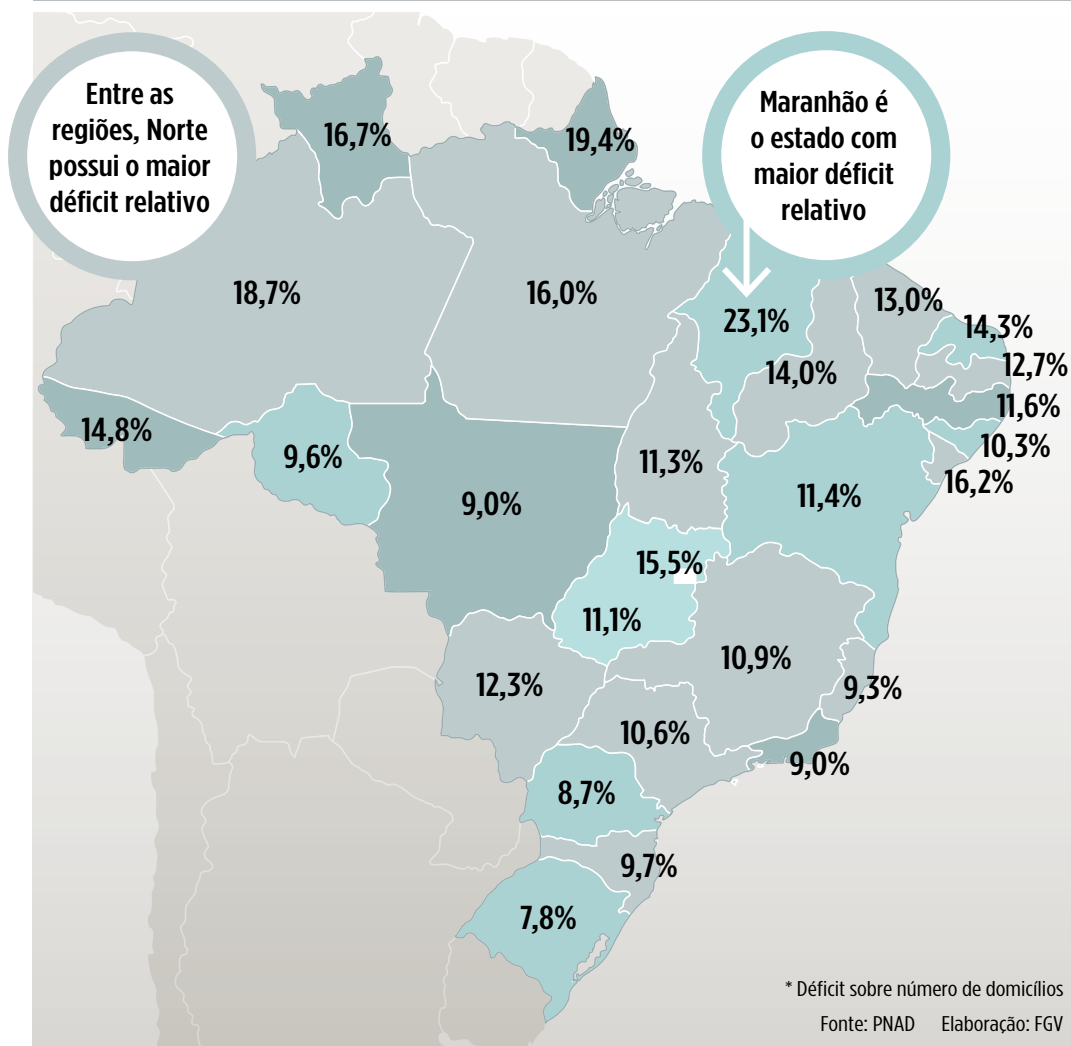 Entre as
regiões, Norte
possui o maior
déficit relativo
Maranhão é
o estado com
maior déficit
relativo
16,7%
19,4%
18,7%
16,0%
23,1%
13,0%
14,3%
14,0%
12,7%
11,6%
14,8%
10,3%
9,6%
11,3%
16,2%
9,0%
11,4%
15,5%
11,1%
10,9%
12,3%
9,3%
10,6%
9,0%
8,7%
9,7%
7,8%
* Déficit sobre número de domicílios
Fonte: PNAD Elaboração: FGV